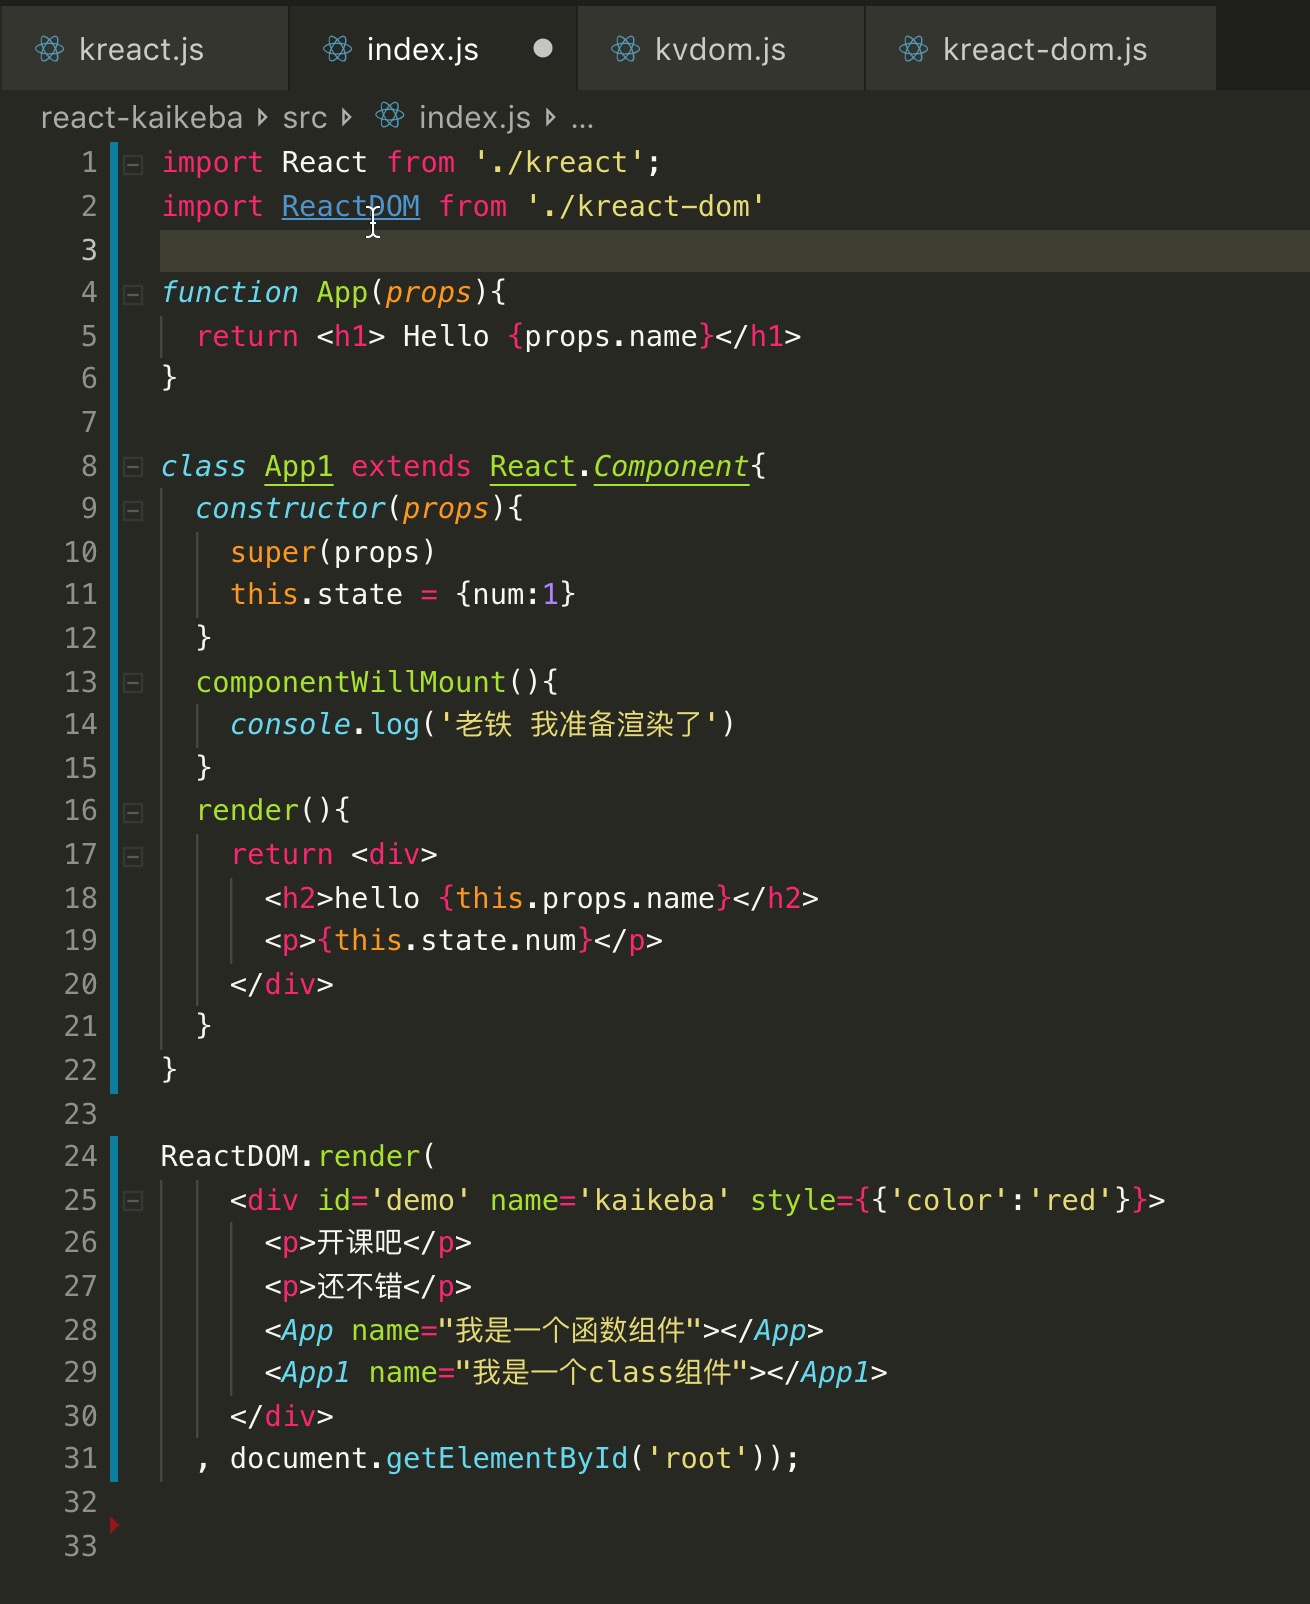 kreact.js index.js kvdom.js kreact-dom.js
react-kaikeba src index.js ...
1 import React from './kreact';
2 import ReactDOM from './kreact-dom'
3
4 function App(props){
5 return <h1> Hello {props.name}</h1>
6 }
7
8 class App1 extends React.Component{
9 constructor(props){
10 super(props)
11 this.state = {num:1}
12 }
13 componentWillMount(){
14 console.log('老铁 我准备渲染了')
15 }
16 render(){
17 return <div>
18 <h2>hello {this.props.name}</h2>
19 <p>{this.state.num}</p>
20 </div>
21 }
22 }
23
24 ReactDOM.render(
25 <div id='demo' name='kaikeba' style={{'color':'red'}}>
26 <p>开课吧</p>
27 <p>还不错</p>
28 <App name="我是一个函数组件"></App>
29 <App1 name="我是一个class组件"></App1>
30 </div>
31 , document.getElementById('root'));
32
33